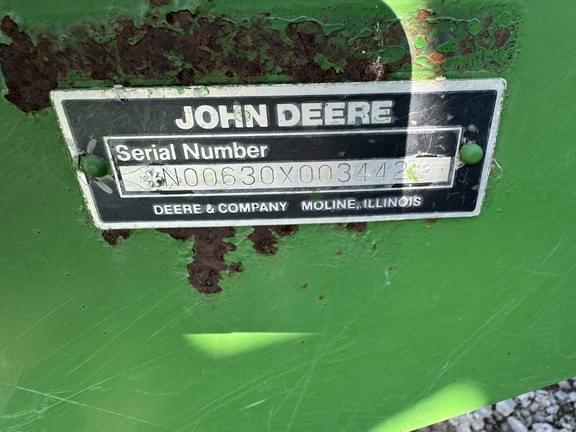 JOHN DEERE
Serial Number
N00630X003442
DEERE & COMPANY MOLINE, ILLINOIS